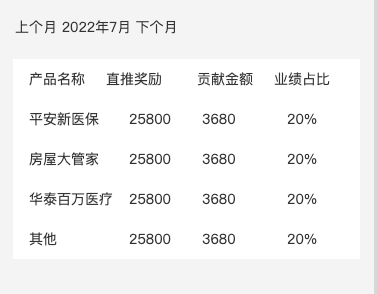 上个月 2022年7月 下个月
产品名称 直推奖励 贡献金额 业绩占比
平安新医保 25800 3680 20%
房屋大管家 25800 3680 20%
华泰百万医疗 25800 3680 20%
其他 25800 3680 20%